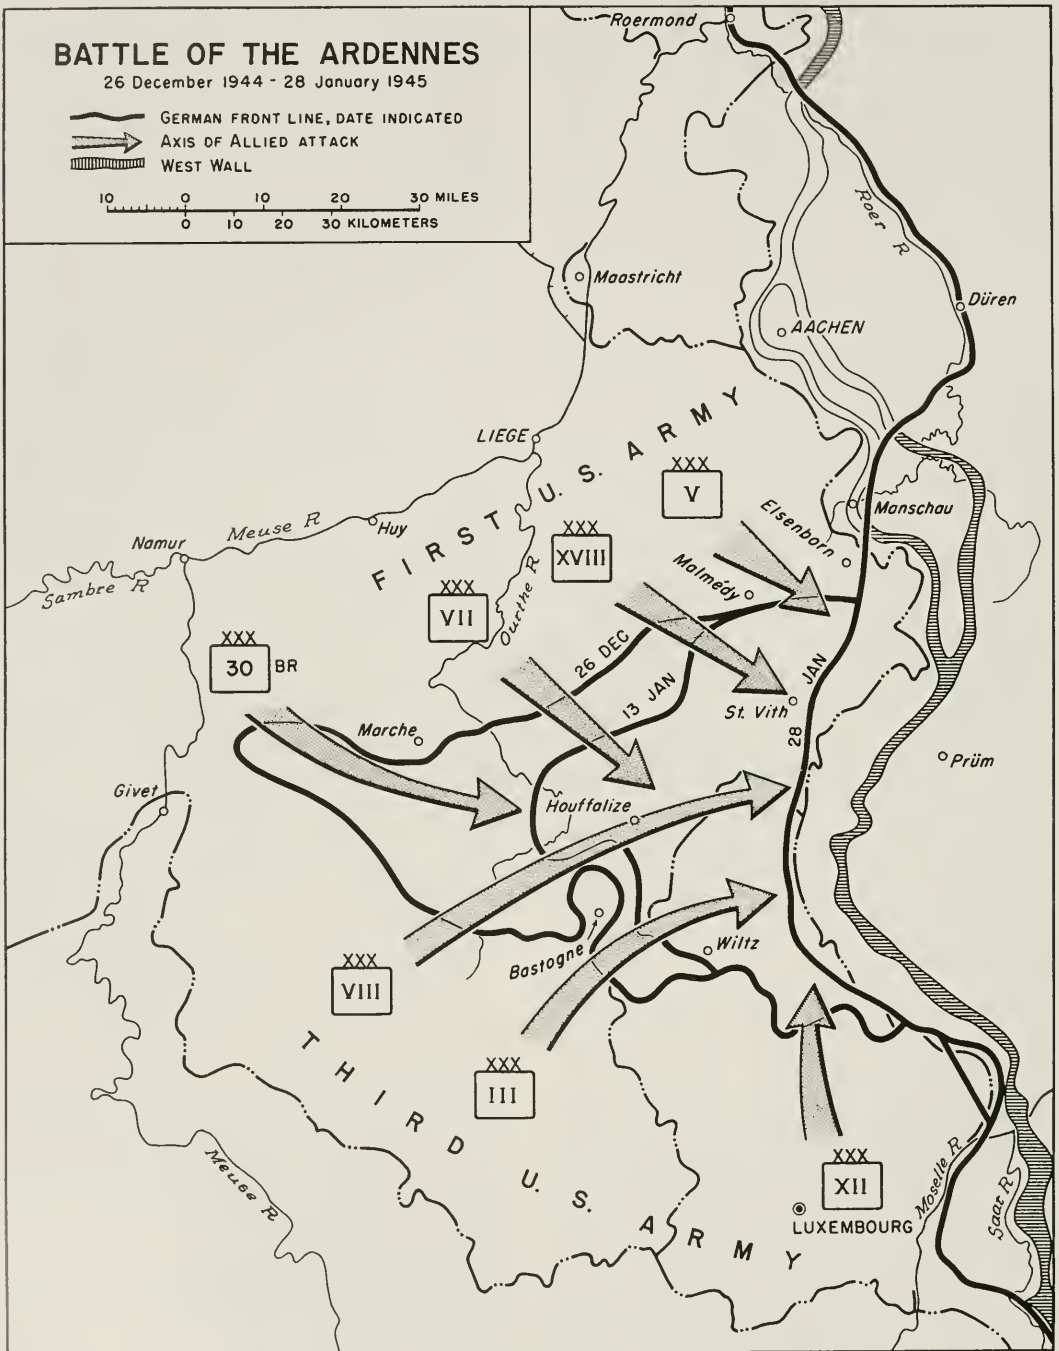 BATTLE OF THE ARDENNES
26 December 1944 - 28 January 1945
GERMAN FRONT LINE, DATE INDICATED
AXIS OF ALLIED ATTACK
WEST WALL
10 0 10 20 30 MILES
0 10 20 30 KILOMETERS
Roermond
Roer R
Maastricht
Düren
AACHEN
LIEGE
FIRST U.S. ARMY
XXX
V
Manschau
Elsenborn
Meuse R
Huy
Namur
Sambre R
XXX
XVIII
Malmédy
XXX
VII
Ourthe R
XXX
30 BR
26 DEC
13 JAN
28 JAN
St. Vith
Marche
Prüm
Givet
Houffalize
Bastogne
Wiltz
XXX
VIII
THIRD U.S. ARMY
XXX
III
Meuse R
XXX
XII
LUXEMBOURG
Moselle R
Saar R